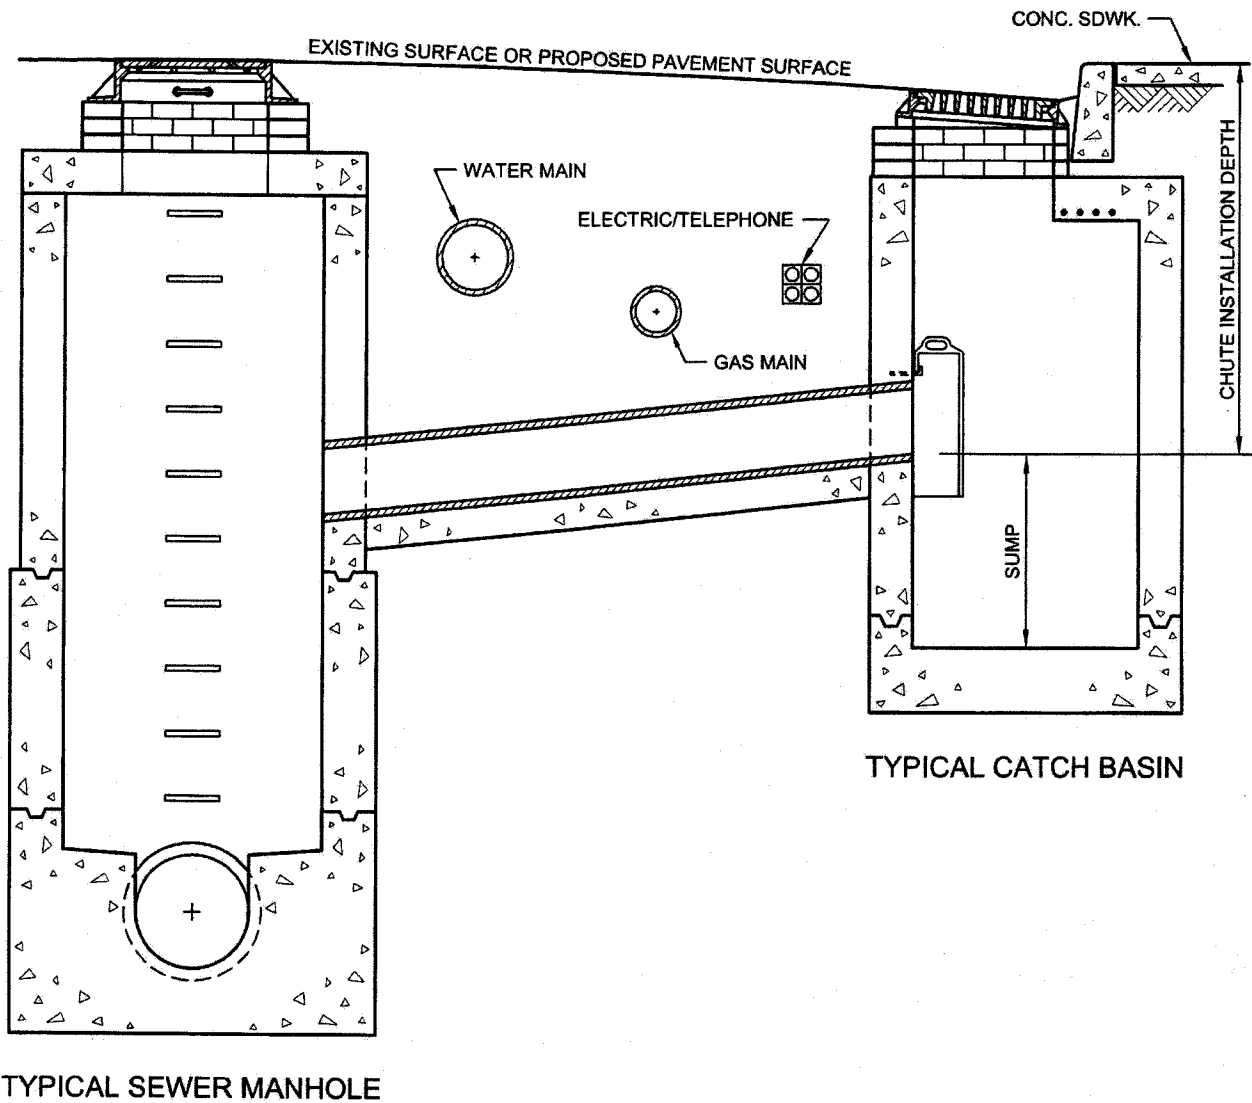 CONC. SDWK.
EXISTING SURFACE OR PROPOSED PAVEMENT SURFACE
WATER MAIN
ELECTRIC/TELEPHONE
GAS MAIN
CHUTE INSTALLATION DEPTH
SUMP
TYPICAL CATCH BASIN
TYPICAL SEWER MANHOLE